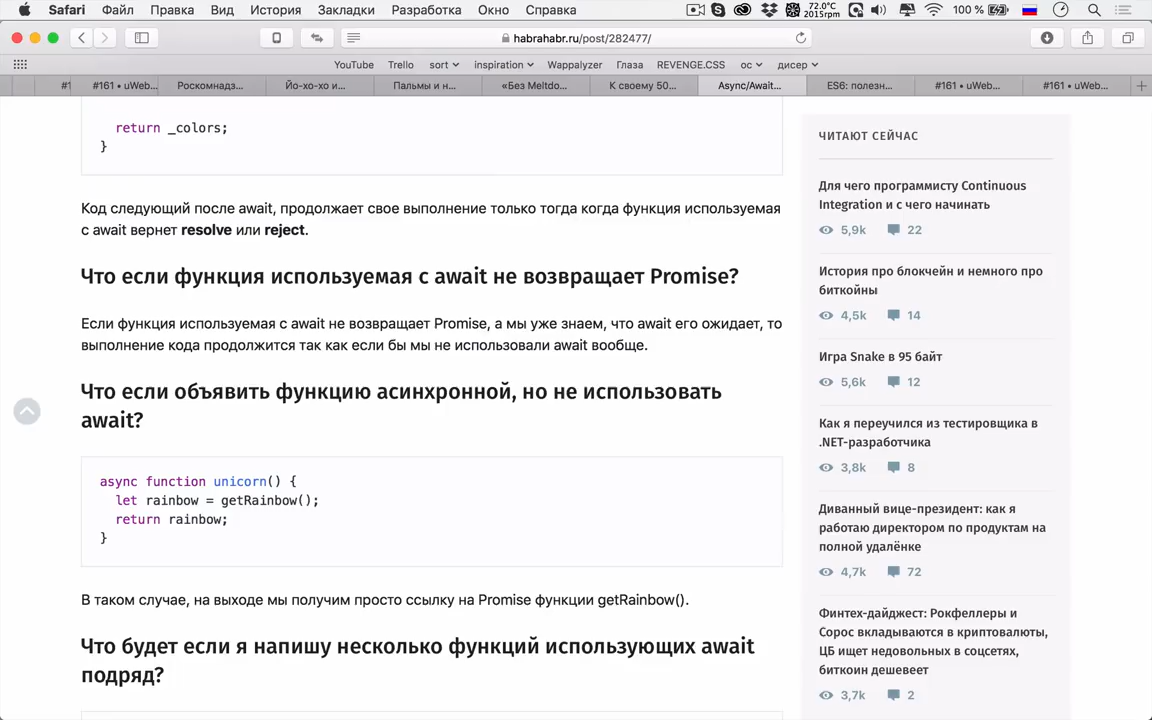 Safari Файл Правка Вид История Закладки Разработка Окно Справка 72.0°C 2015rpm 100 %
habrahabr.ru/post/282477/
YouTube Trello sort inspiration Wappalyzer Глаза REVENGE.CSS ос дисер
#1 #161 • uWeb... Роскомнадз... Йо-хо-хо и... Пальмы и н... «Без Meltdo... К своему 50... Async/Await... ES6: полезн... #161 • uWeb... #161 • uWeb...
return _colors;
}
Код следующий после await, продолжает свое выполнение только тогда когда функция используемая
с await вернет resolve или reject.
Что если функция используемая с await не возвращает Promise?
Если функция используемая с await не возвращает Promise, а мы уже знаем, что await его ожидает, то
выполнение кода продолжится так как если бы мы не использовали await вообще.
Что если объявить функцию асинхронной, но не использовать
await?
async function unicorn() {
let rainbow = getRainbow();
return rainbow;
}
В таком случае, на выходе мы получим просто ссылку на Promise функции getRainbow().
Что будет если я напишу несколько функций использующих await
подряд?
ЧИТАЮТ СЕЙЧАС
Для чего программисту Continuous
Integration и с чего начинать
5,9k 22
История про блокчейн и немного про
биткойны
4,5k 14
Игра Snake в 95 байт
5,6k 12
Как я переучился из тестировщика в
.NET-разработчика
3,8k 8
Диванный вице-президент: как я
работаю директором по продуктам на
полной удалёнке
4,7k 72
Финтех-дайджест: Рокфеллеры и
Сорос вкладываются в криптовалюты,
ЦБ ищет недовольных в соцсетях,
биткоин дешевеет
3,7k 2